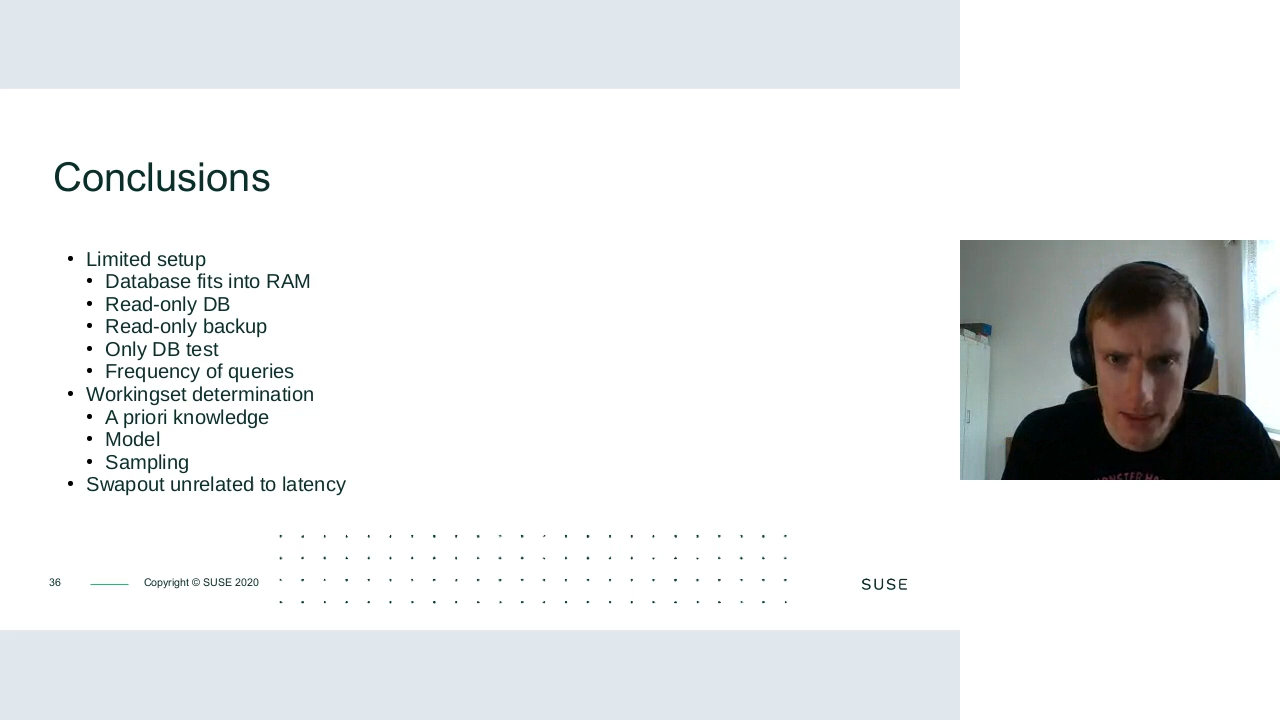 Conclusions
Limited setup
Database fits into RAM
Read-only DB
Read-only backup
Only DB test
Frequency of queries
Workingset determination
A priori knowledge
Model
Sampling
Swapout unrelated to latency
36
Copyright © SUSE 2020
SUSE